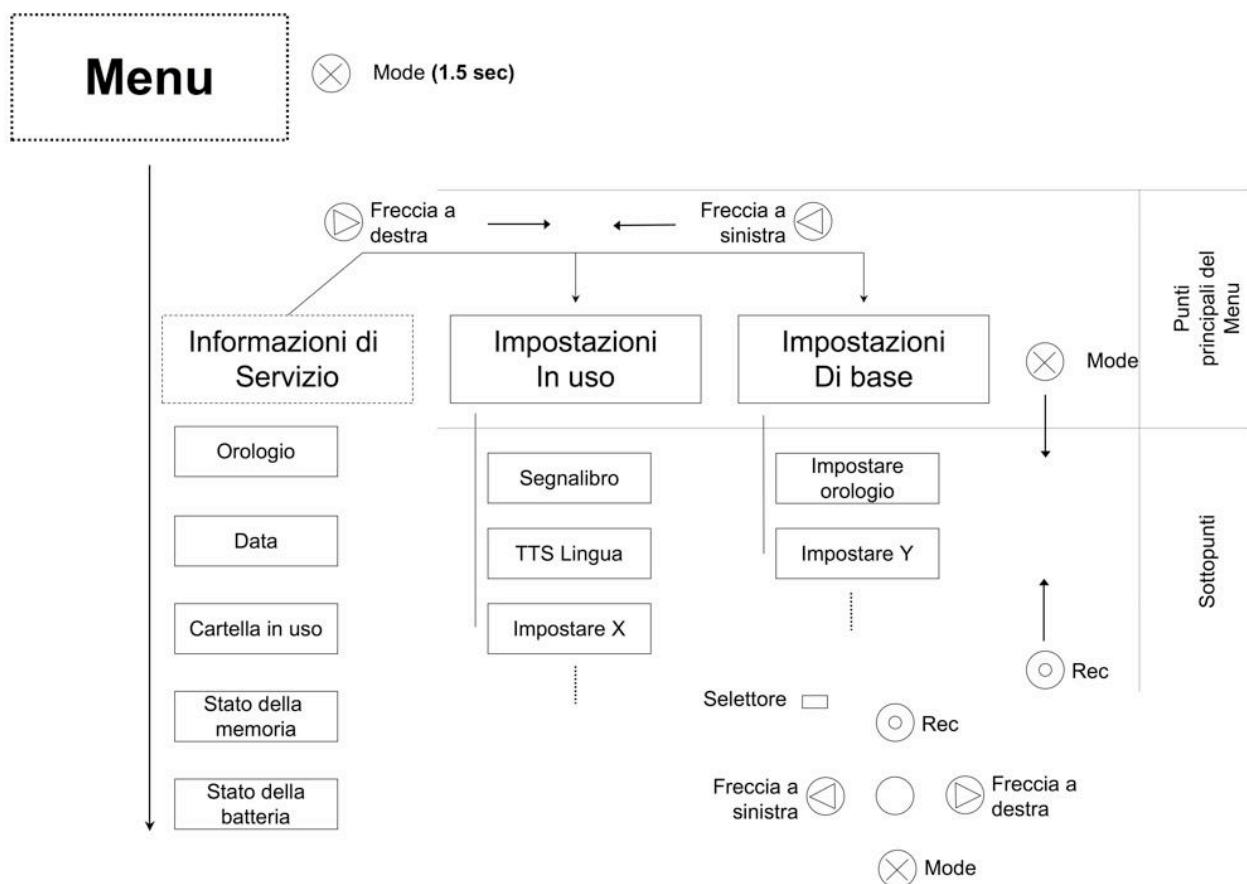 Menu
Mode (1.5 sec)
Freccia a
destra
Freccia a
sinistra
Punti
principali del
Menu
Informazioni di
Servizio
Impostazioni
In uso
Impostazioni
Di base
Mode
Orologio
Data
Cartella in uso
Stato della
memoria
Stato della
batteria
Segnalibro
TTS Lingua
Impostare X
Impostare
orologio
Impostare Y
Sottopunti
Rec
Selettore
Rec
Freccia a
sinistra
Freccia a
destra
Mode